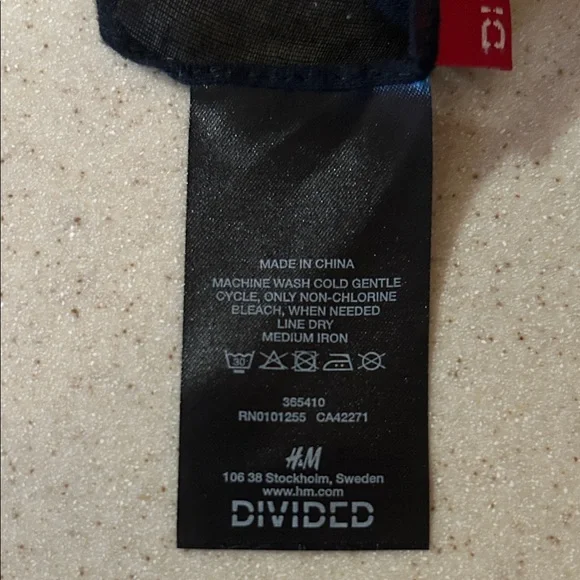 MADE IN CHINA
MACHINE WASH COLD GENTLE
CYCLE, ONLY NON-CHLORINE
BLEACH, WHEN NEEDED
LINE DRY
MEDIUM IRON
30
365410
RN0101255 CA42271
H&M
106 38 Stockholm, Sweden
www.hm.com
DIVIDED